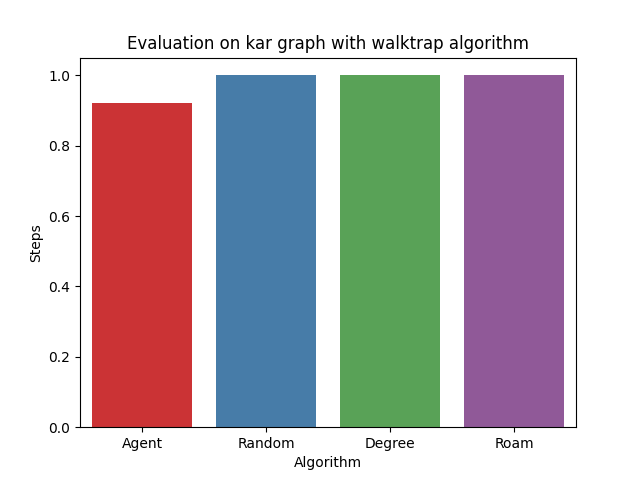 Evaluation on kar graph with walktrap algorithm
1.0
0.8
0.6
0.4
0.2
0.0
Steps
Agent Random Degree Roam
Algorithm